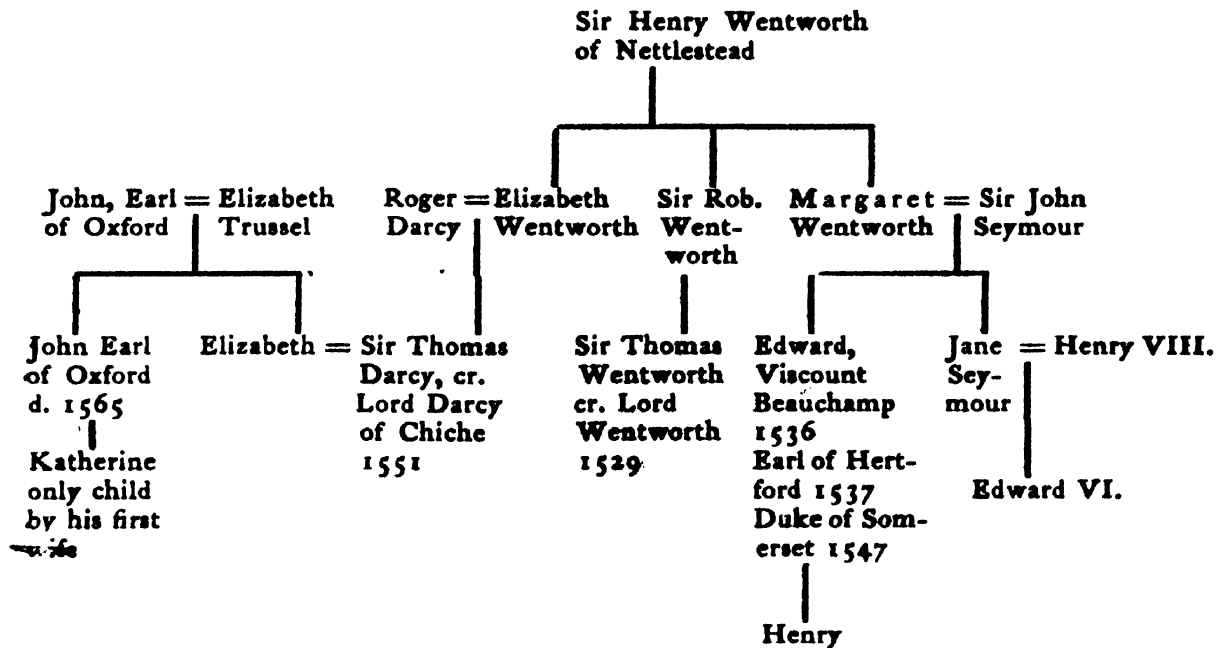 Sir Henry Wentworth
of Nettlestead
John, Earl = Elizabeth
of Oxford Trussel
Roger = Elizabeth
Darcy Wentworth
Sir Rob.
Went-
worth
Margaret = Sir John
Wentworth Seymour
John Earl
of Oxford
d. 1565
Elizabeth = Sir Thomas
Darcy, cr.
Lord Darcy
of Chiche
1551
Sir Thomas
Wentworth
cr. Lord
Wentworth
1529
Edward,
Viscount
Beauchamp
1536
Earl of Hert-
ford 1537
Duke of Som-
erset 1547
Jane = Henry VIII.
Sey-
mour
Katherine
only child
by his first
wife
Edward VI.
Henry